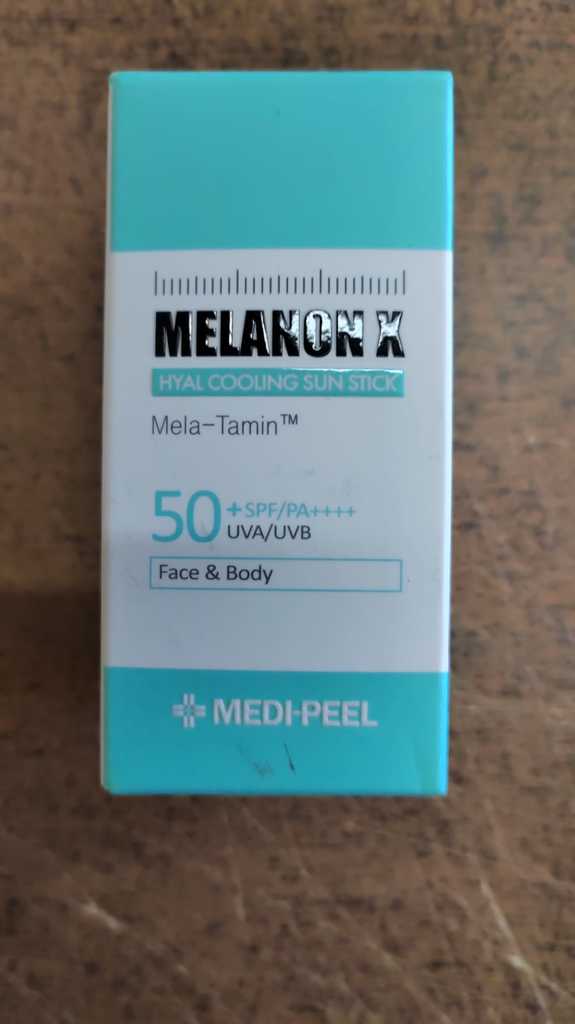 MELANON X
HYAL COOLING SUN STICK
Mela-Tamin™
50+ SPF/PA++++
UVA/UVB
Face & Body
MEDI-PEEL